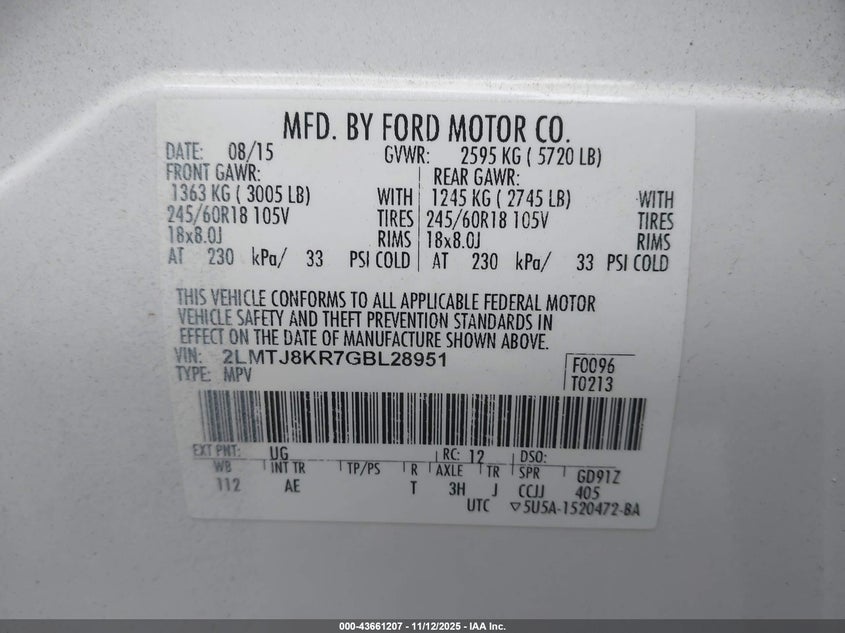 MFD. BY FORD MOTOR CO.
DATE: 08/15 GVWR: 2595 KG ( 5720 LB)
FRONT GAWR: REAR GAWR:
1363 KG ( 3005 LB) WITH 1245 KG ( 2745 LB) WITH
245/60R18 105V TIRES 245/60R18 105V TIRES
18x8.0J RIMS 18x8.0J RIMS
AT 230 kPa/ 33 PSI COLD AT 230 kPa/ 33 PSI COLD
THIS VEHICLE CONFORMS TO ALL APPLICABLE FEDERAL MOTOR
VEHICLE SAFETY AND THEFT PREVENTION STANDARDS IN
EFFECT ON THE DATE OF MANUFACTURE SHOWN ABOVE.
VIN: 2LMTJ8KR7GBL28951 F0096
TYPE: MPV T0213
EXT PNT: UG RC: 12 DSO:
WB INT TR TP/PS R AXLE TR SPR GD91Z
112 AE T 3H J CCJJ 405
UTC ▽5U5A-1520472-BA
000-43661207 - 11/12/2025 - IAA Inc.